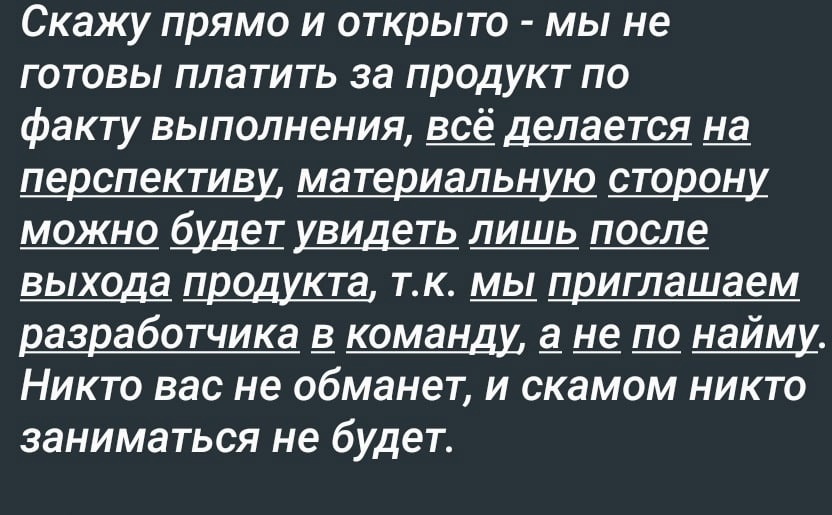 Скажу прямо и открыто - мы не
готовы платить за продукт по
факту выполнения, всё делается на
перспективу, материальную сторону
можно будет увидеть лишь после
выхода продукта, т.к. мы приглашаем
разработчика в команду, а не по найму.
Никто вас не обманет, и скамом никто
заниматься не будет.